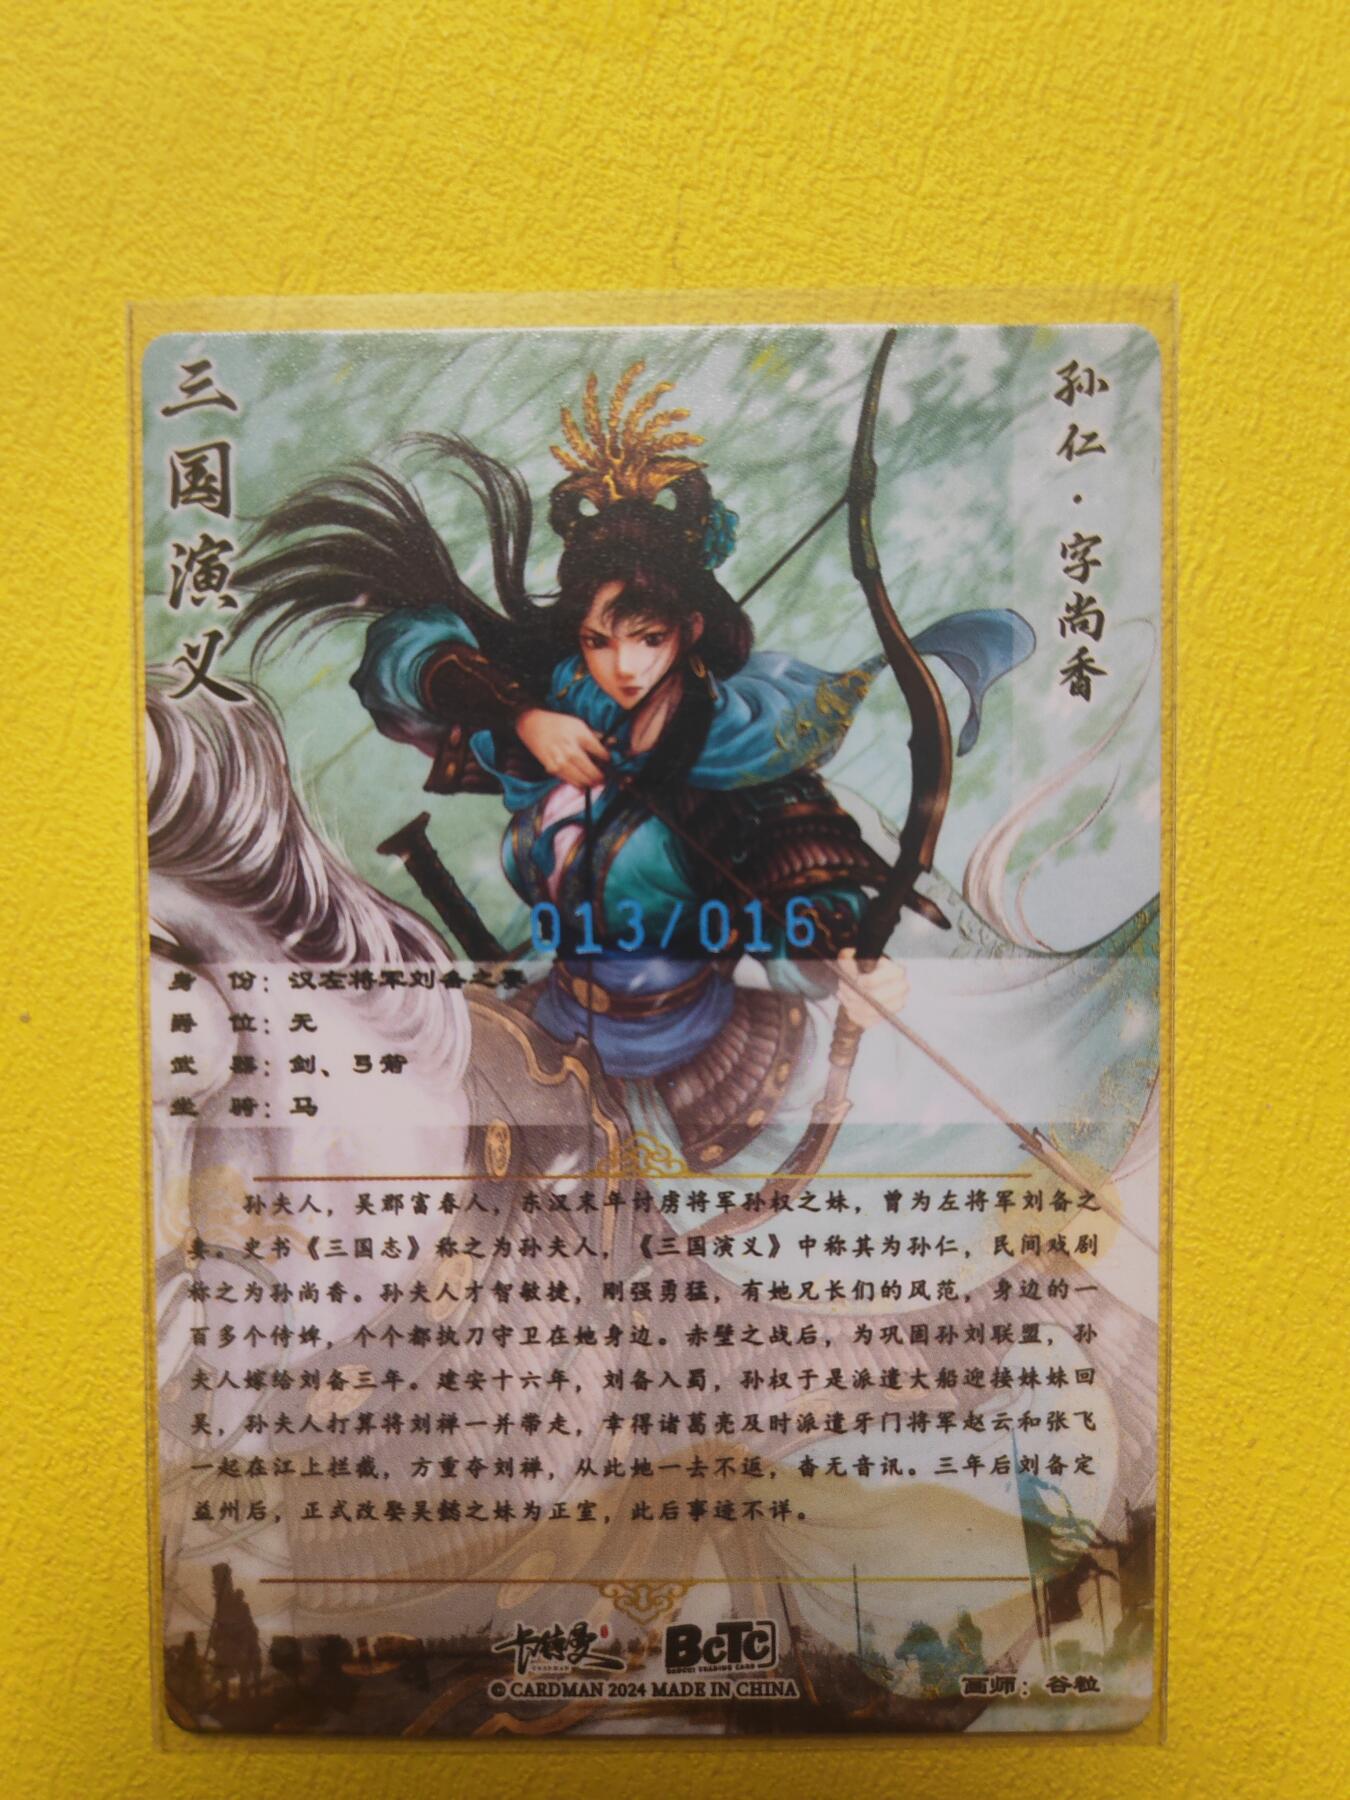 三国演义
孙仁·字尚香
013/016
身 份：汉左将军刘备之妻
爵 位：无
武 器：剑、弓箭
坐 骑：马
孙夫人，吴郡富春人，东汉末年讨虏将军孙权之妹，曾为左将军刘备之
妻。史书《三国志》称之为孙夫人，《三国演义》中称其为孙仁，民间戏剧
称之为孙尚香。孙夫人才智敏捷，刚强勇猛，有她兄长们的风范，身边的一
百多个侍婢，个个都执刀守卫在她身边。赤壁之战后，为巩固孙刘联盟，孙
夫人嫁给刘备三年。建安十六年，刘备入蜀，孙权于是派遣大船迎接妹妹回
吴，孙夫人打算将刘禅一并带走，幸得诸葛亮及时派遣牙门将军赵云和张飞
一起在江上拦截，方重夺刘禅，从此她一去不返，杳无音讯。三年后刘备定
益州后，正式改娶吴懿之妹为正室，此后事迹不详。
卡特曼
CARDMAN
BCTC
© CARDMAN 2024 MADE IN CHINA
画师：谷粒